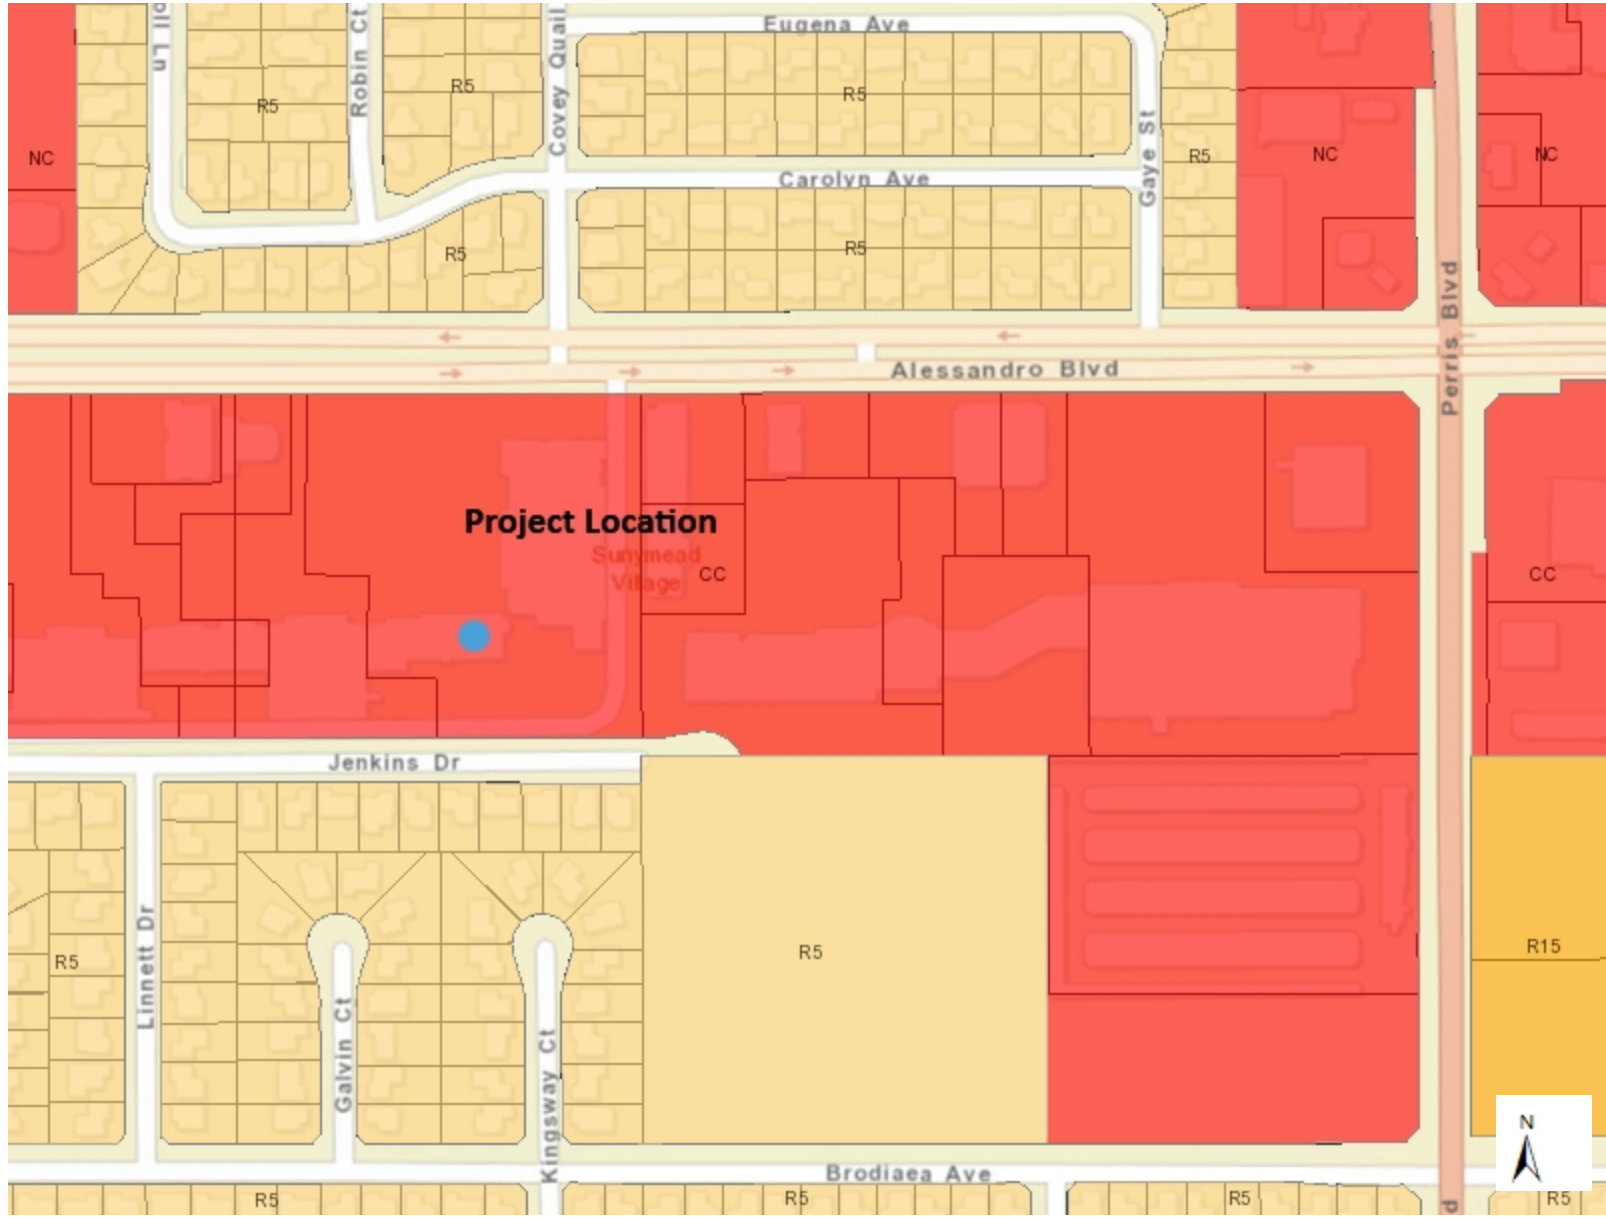 Eugena Ave
oll Ln
Robin Ct
Covey Quail
R5
R5
R5
Gaye St
NC
R5
NC
NC
Carolyn Ave
R5
R5
Perris Blvd
Alessandro Blvd
Project Location
Sunymead
Village
CC
CC
Jenkins Dr
Linnett Dr
R5
Galvin Ct
Kingsway Ct
R5
R15
N
Brodiaea Ave
R5
R5
R5
R5
d